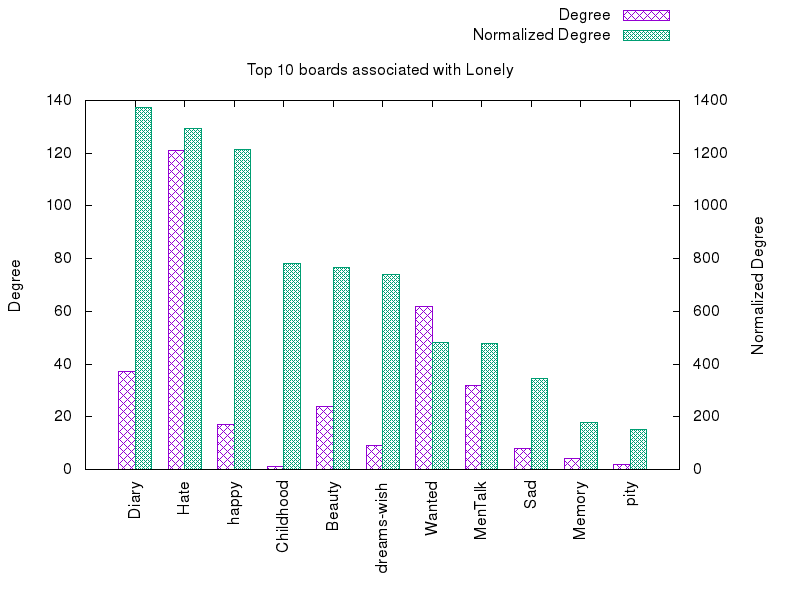 Degree
Normalized Degree
Top 10 boards associated with Lonely
140 1400
120 1200
100 1000
80 800
60 600
40 400
20 200
0 0
Degree
Normalized Degree
Diary
Hate
happy
Childhood
Beauty
dreams-wish
Wanted
MenTalk
Sad
Memory
pity